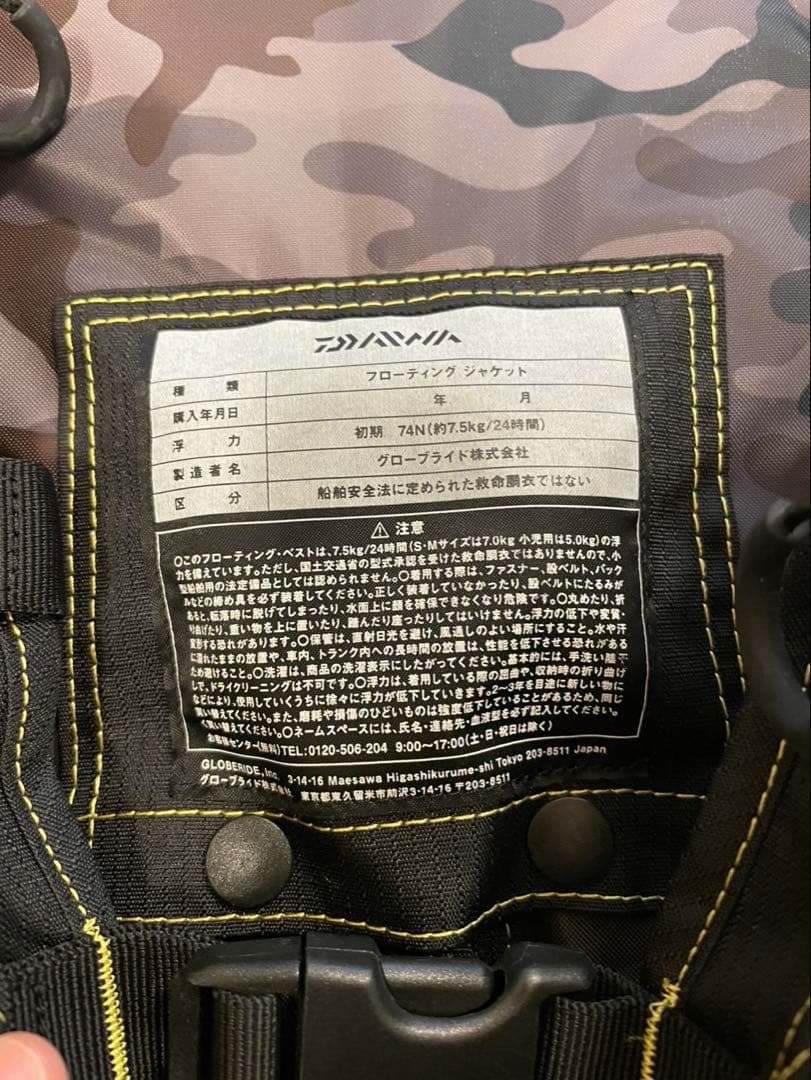 DAIWA
種類 フローティング ジャケット
購入年月日 年 月
浮力 初期 74N(約7.5kg/24時間)
製造者名 グローブライド株式会社
区分 船舶安全法に定められた救命胴衣ではない
⚠ 注意
○このフローティング・ベストは、7.5kg/24時間(S・Mサイズは7.0kg 小児用は5.0kg)の浮
力を備えています。ただし、国土交通省の型式承認を受けた救命胴衣ではありませんので、小
型船舶用の法定備品としては認められません。○着用する際は、ファスナー、股ベルト、バック
ルなどの締め具を必ず装着してください。正しく装着していなかったり、股ベルトにたるみが
あると、転落時に脱げてしまったり、水面上に顔を確保できなくなり危険です。○丸めたり、折
り曲げたり、重い物を上に置いたり、踏んだり座ったりしてはいけません。浮力の低下や変質・
変形する恐れがあります。○保管は、直射日光を避け、風通しのよい場所にすること。水や汗
に濡れたままの放置や、車内、トランク内への長時間の放置は、性能を低下させる恐れがある
ため避けること。○洗濯は、商品の洗濯表示にしたがってください。基本的には、手洗い陰干
しで、ドライクリーニングは不可です。○浮力は、着用している際の屈曲や、収納時の折り曲げ
などにより、使用していくうちに徐々に浮力が低下していきます。2〜3年を目途に新しい物に
買い替えてください。また、磨耗や損傷のひどいものは強度低下していることがあるため、同じ
く買い替えてください。○ネームスペースには、氏名・連絡先・血液型を必ず記入してください。
お客様センター(無料)TEL:0120-506-204 9:00〜17:00(土・日・祝日は除く)
GLOBERIDE, Inc. 3-14-16 Maesawa Higashikurume-shi Tokyo 203-8511 Japan
グローブライド株式会社 東京都東久留米市前沢3-14-16 〒203-8511